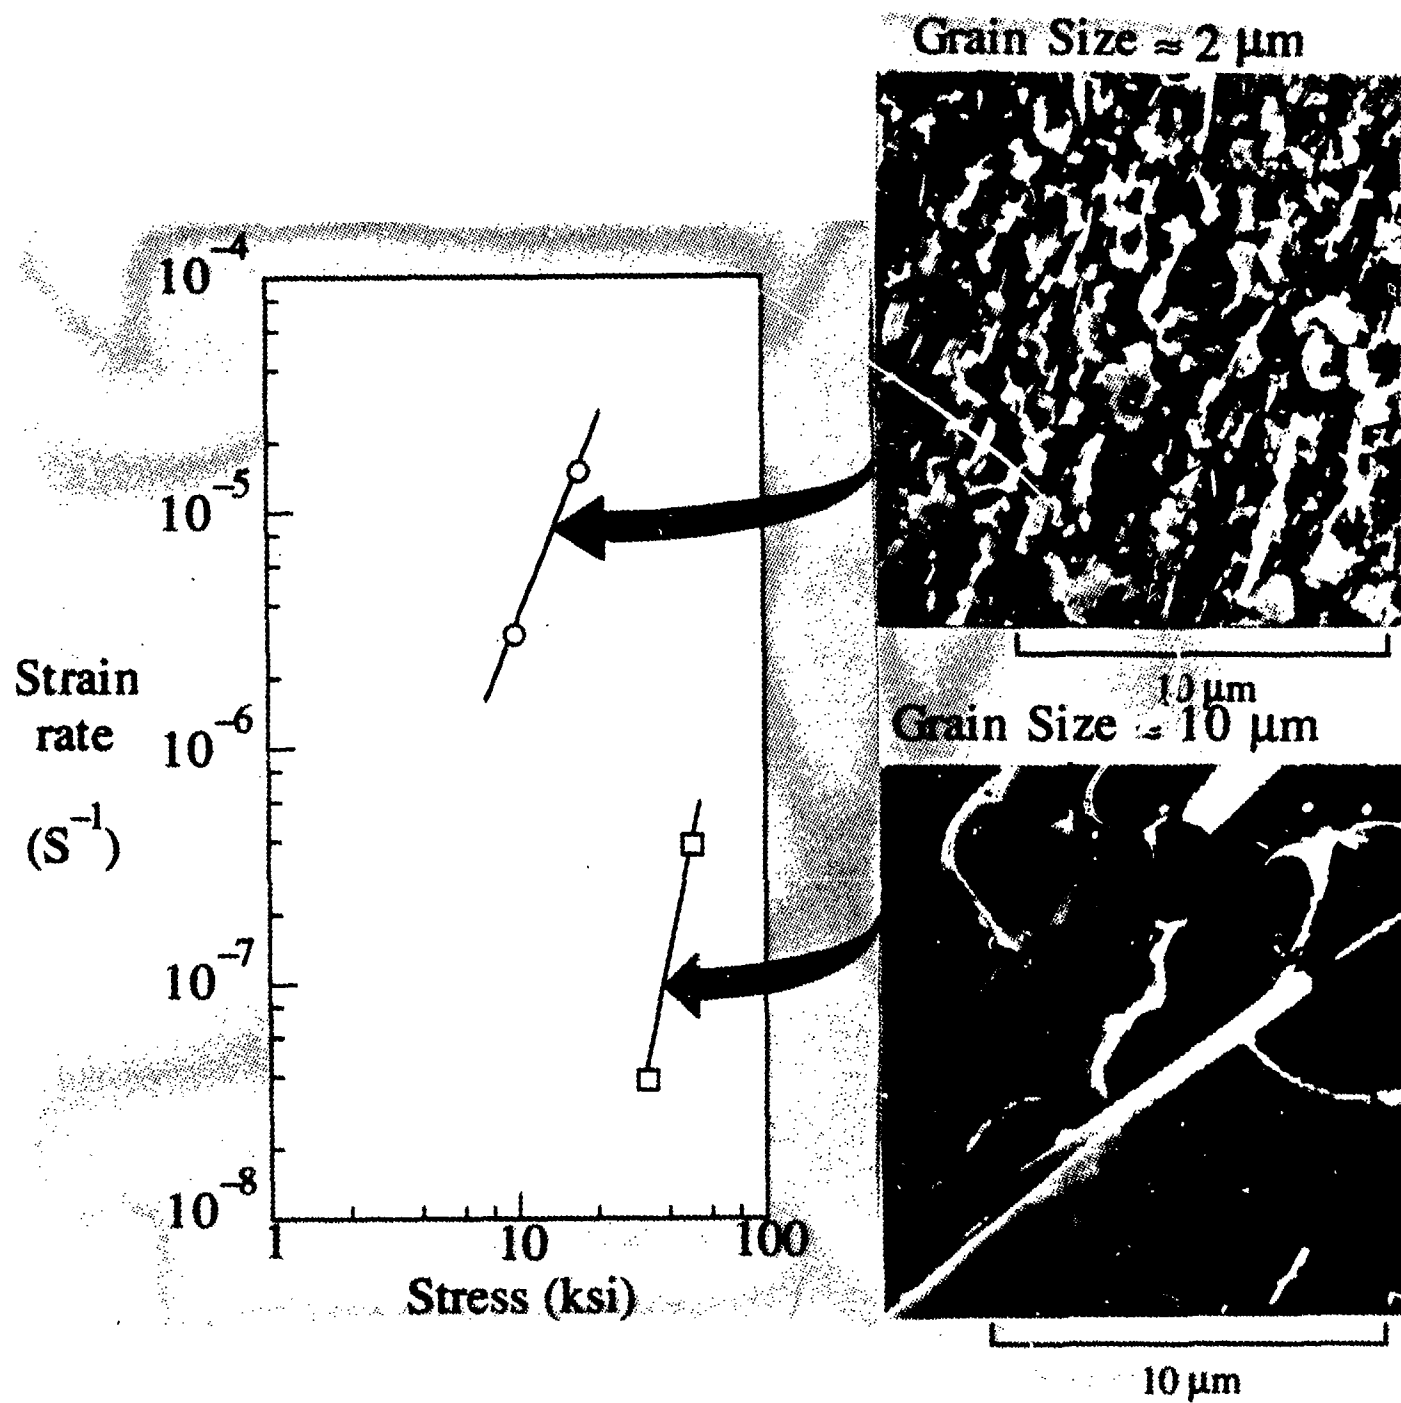 Grain Size ≈ 2 μm
10⁻⁴
10⁻⁵
10⁻⁶
10⁻⁷
10⁻⁸
Strain
rate
(S⁻¹)
1 10 100
Stress (ksi)
10 μm
Grain Size ≈ 10 μm
10 μm